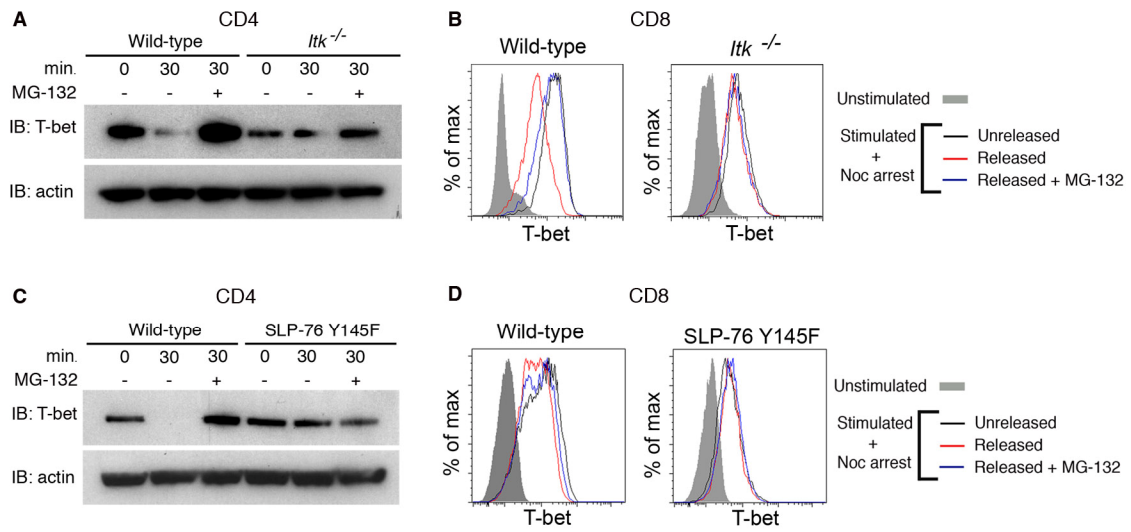 A
CD4
Wild-type Itk -/-
min. 0 30 30 0 30 30
MG-132 - - + - - +
IB: T-bet
IB: actin
B
CD8
Wild-type Itk -/-
% of max
T-bet
% of max
T-bet
Unstimulated
Stimulated
+
Noc arrest
Unreleased
Released
Released + MG-132
C
CD4
Wild-type SLP-76 Y145F
min. 0 30 30 0 30 30
MG-132 - - + - - +
IB: T-bet
IB: actin
D
CD8
Wild-type SLP-76 Y145F
% of max
T-bet
% of max
T-bet
Unstimulated
Stimulated
+
Noc arrest
Unreleased
Released
Released + MG-132